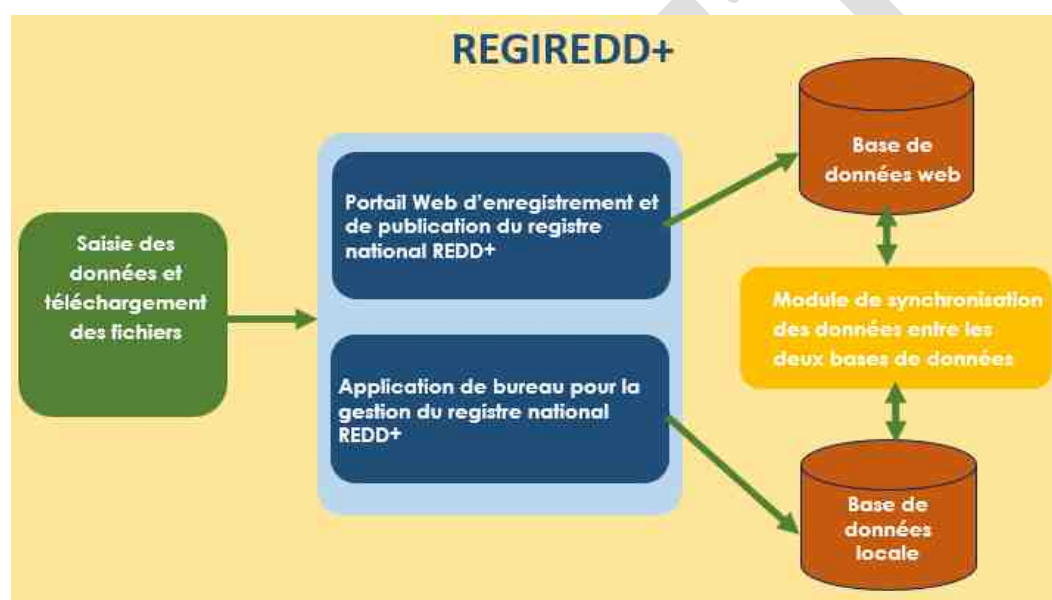 REGIREDD+
Saisie des
données et
téléchargement
des fichiers
Portail Web d'enregistrement et
de publication du registre
national REDD+
Application de bureau pour la
gestion du registre national
REDD+
Base de
données web
Module de synchronisation
des données entre les
deux bases de données
Base de
données
locale